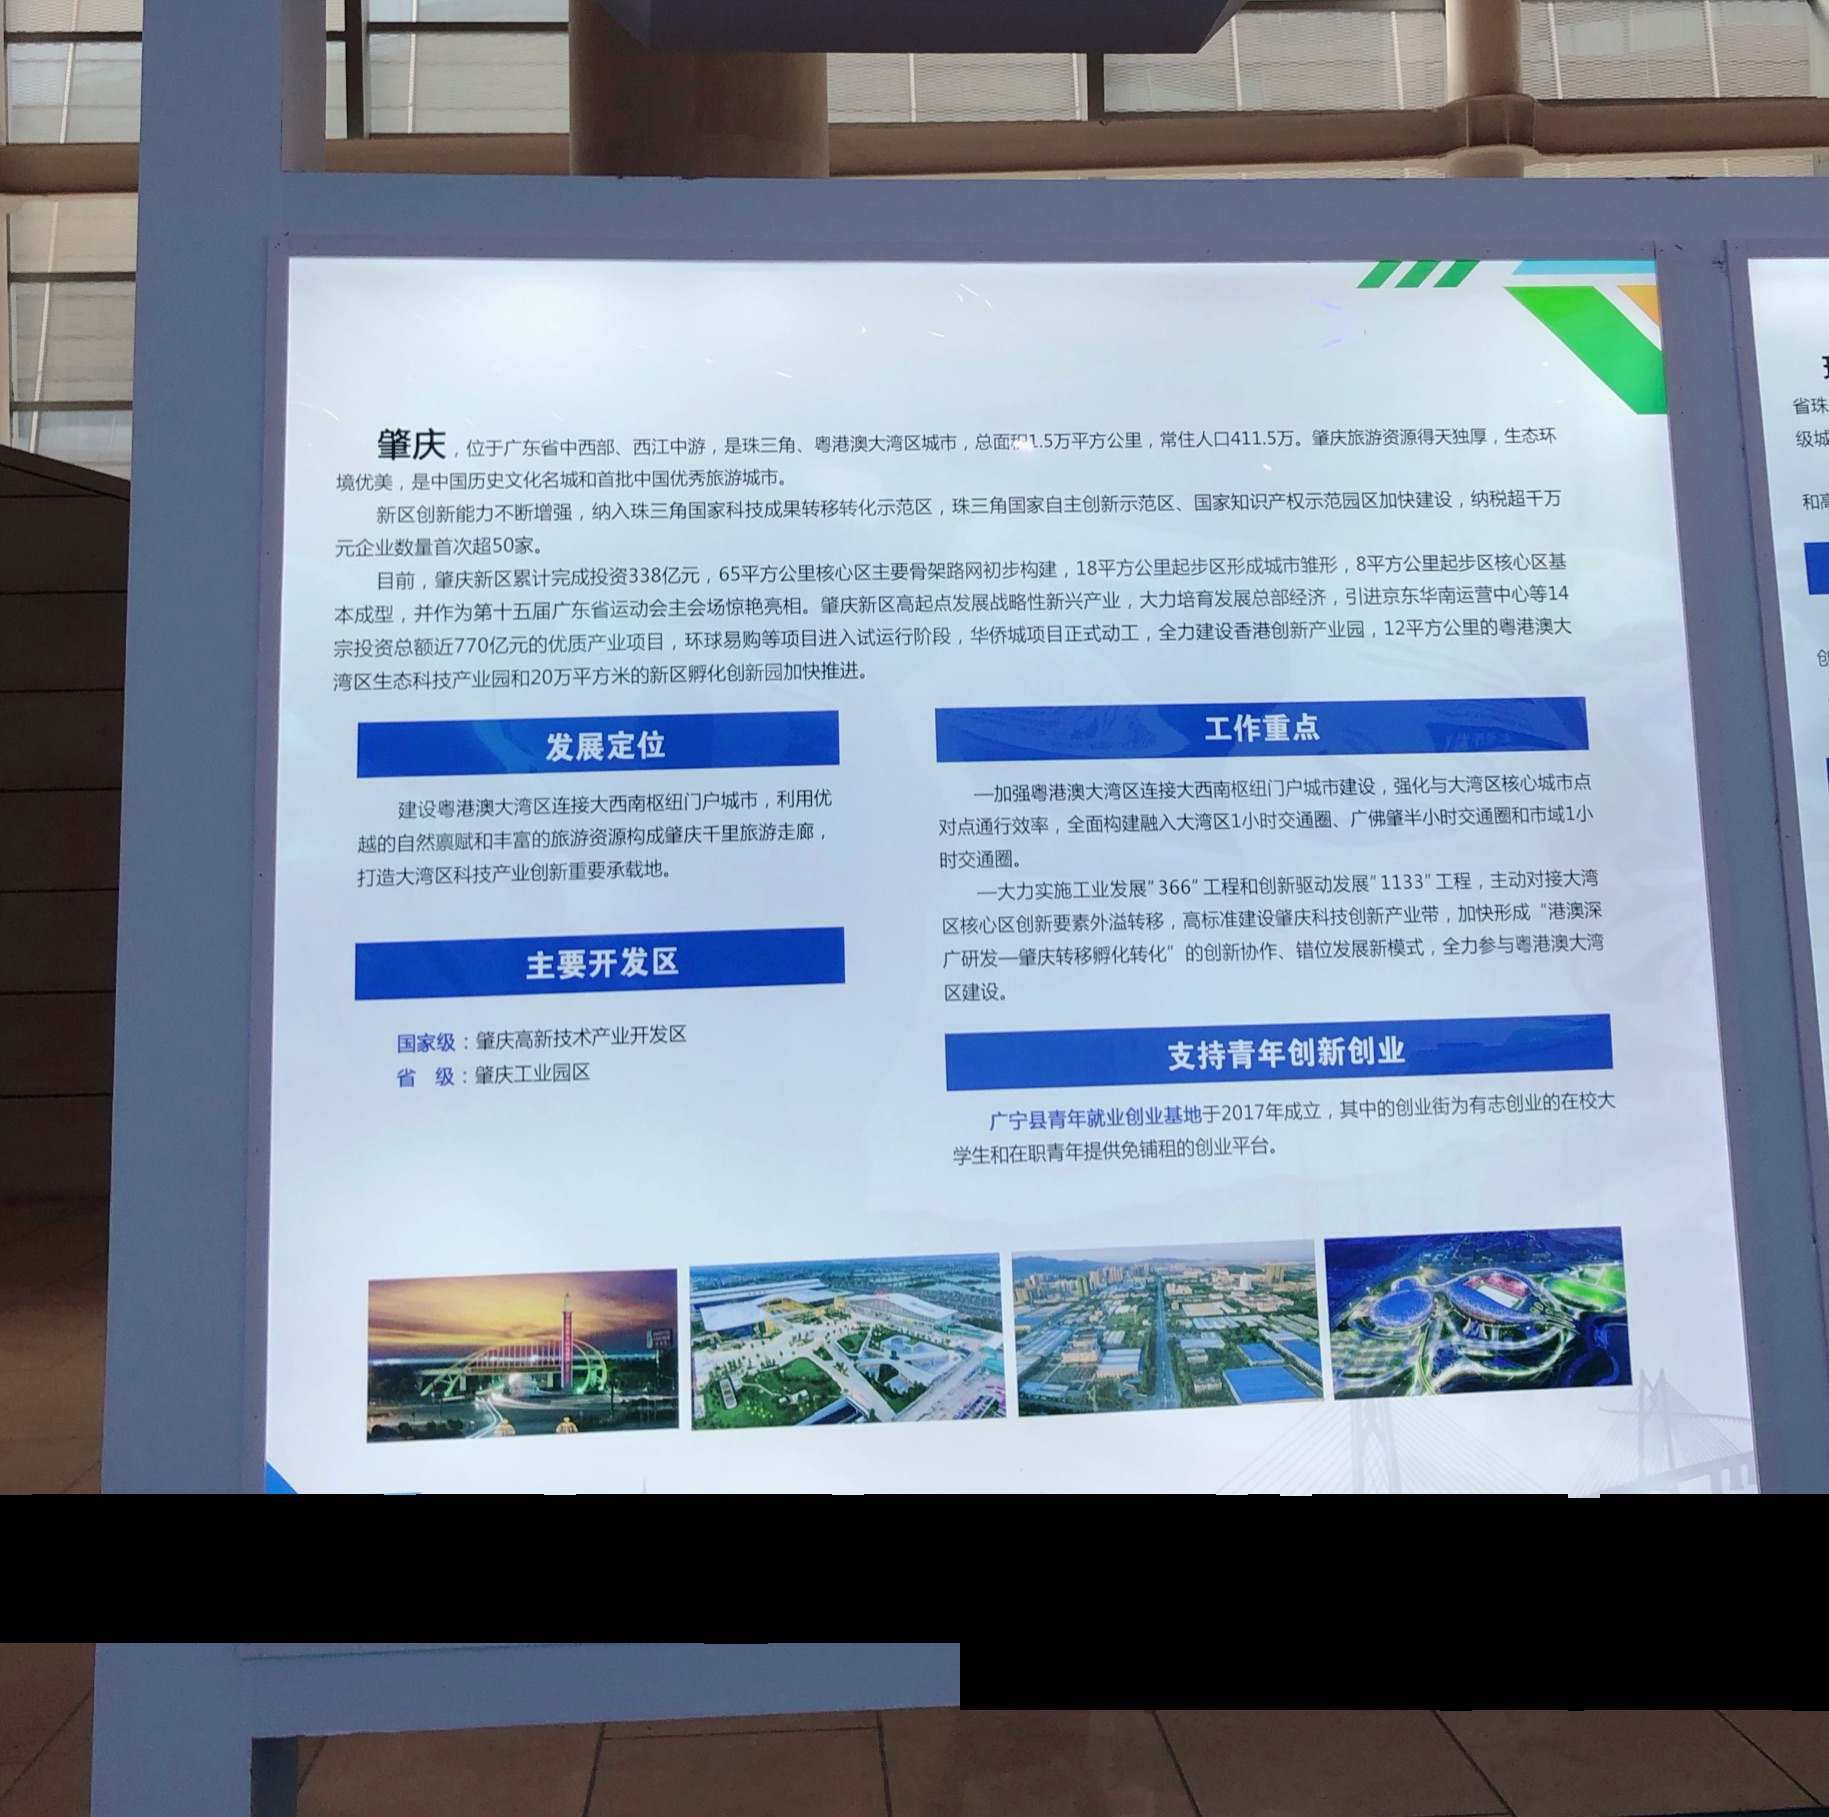 肇庆，位于广东省中西部、西江中游，是珠三角、粤港澳大湾区城市，总面积1.5万平方公里，常住人口411.5万。肇庆旅游资源得天独厚，生态环
境优美，是中国历史文化名城和首批中国优秀旅游城市。
新区创新能力不断增强，纳入珠三角国家科技成果转移转化示范区，珠三角国家自主创新示范区、国家知识产权示范园区加快建设，纳税超千万
元企业数量首次超50家。
目前，肇庆新区累计完成投资338亿元，65平方公里核心区主要骨架路网初步构建，18平方公里起步区形成城市雏形，8平方公里起步区核心区基
本成型，并作为第十五届广东省运动会主会场惊艳亮相。肇庆新区高起点发展战略性新兴产业，大力培育发展总部经济，引进京东华南运营中心等14
宗投资总额近770亿元的优质产业项目，环球易购等项目进入试运行阶段，华侨城项目正式动工，全力建设香港创新产业园，12平方公里的粤港澳大
湾区生态科技产业园和20万平方米的新区孵化创新园加快推进。
发展定位
建设粤港澳大湾区连接大西南枢纽门户城市，利用优
越的自然禀赋和丰富的旅游资源构成肇庆千里旅游走廊，
打造大湾区科技产业创新重要承载地。
主要开发区
国家级：肇庆高新技术产业开发区
省 级：肇庆工业园区
工作重点
—加强粤港澳大湾区连接大西南枢纽门户城市建设，强化与大湾区核心城市点
对点通行效率，全面构建融入大湾区1小时交通圈、广佛肇半小时交通圈和市域1小
时交通圈。
—大力实施工业发展“366”工程和创新驱动发展“1133”工程，主动对接大湾
区核心区创新要素外溢转移，高标准建设肇庆科技创新产业带，加快形成“港澳深
广研发—肇庆转移孵化转化”的创新协作、错位发展新模式，全力参与粤港澳大湾
区建设。
支持青年创新创业
广宁县青年就业创业基地于2017年成立，其中的创业街为有志创业的在校大
学生和在职青年提供免铺租的创业平台。
省珠
级城
和高